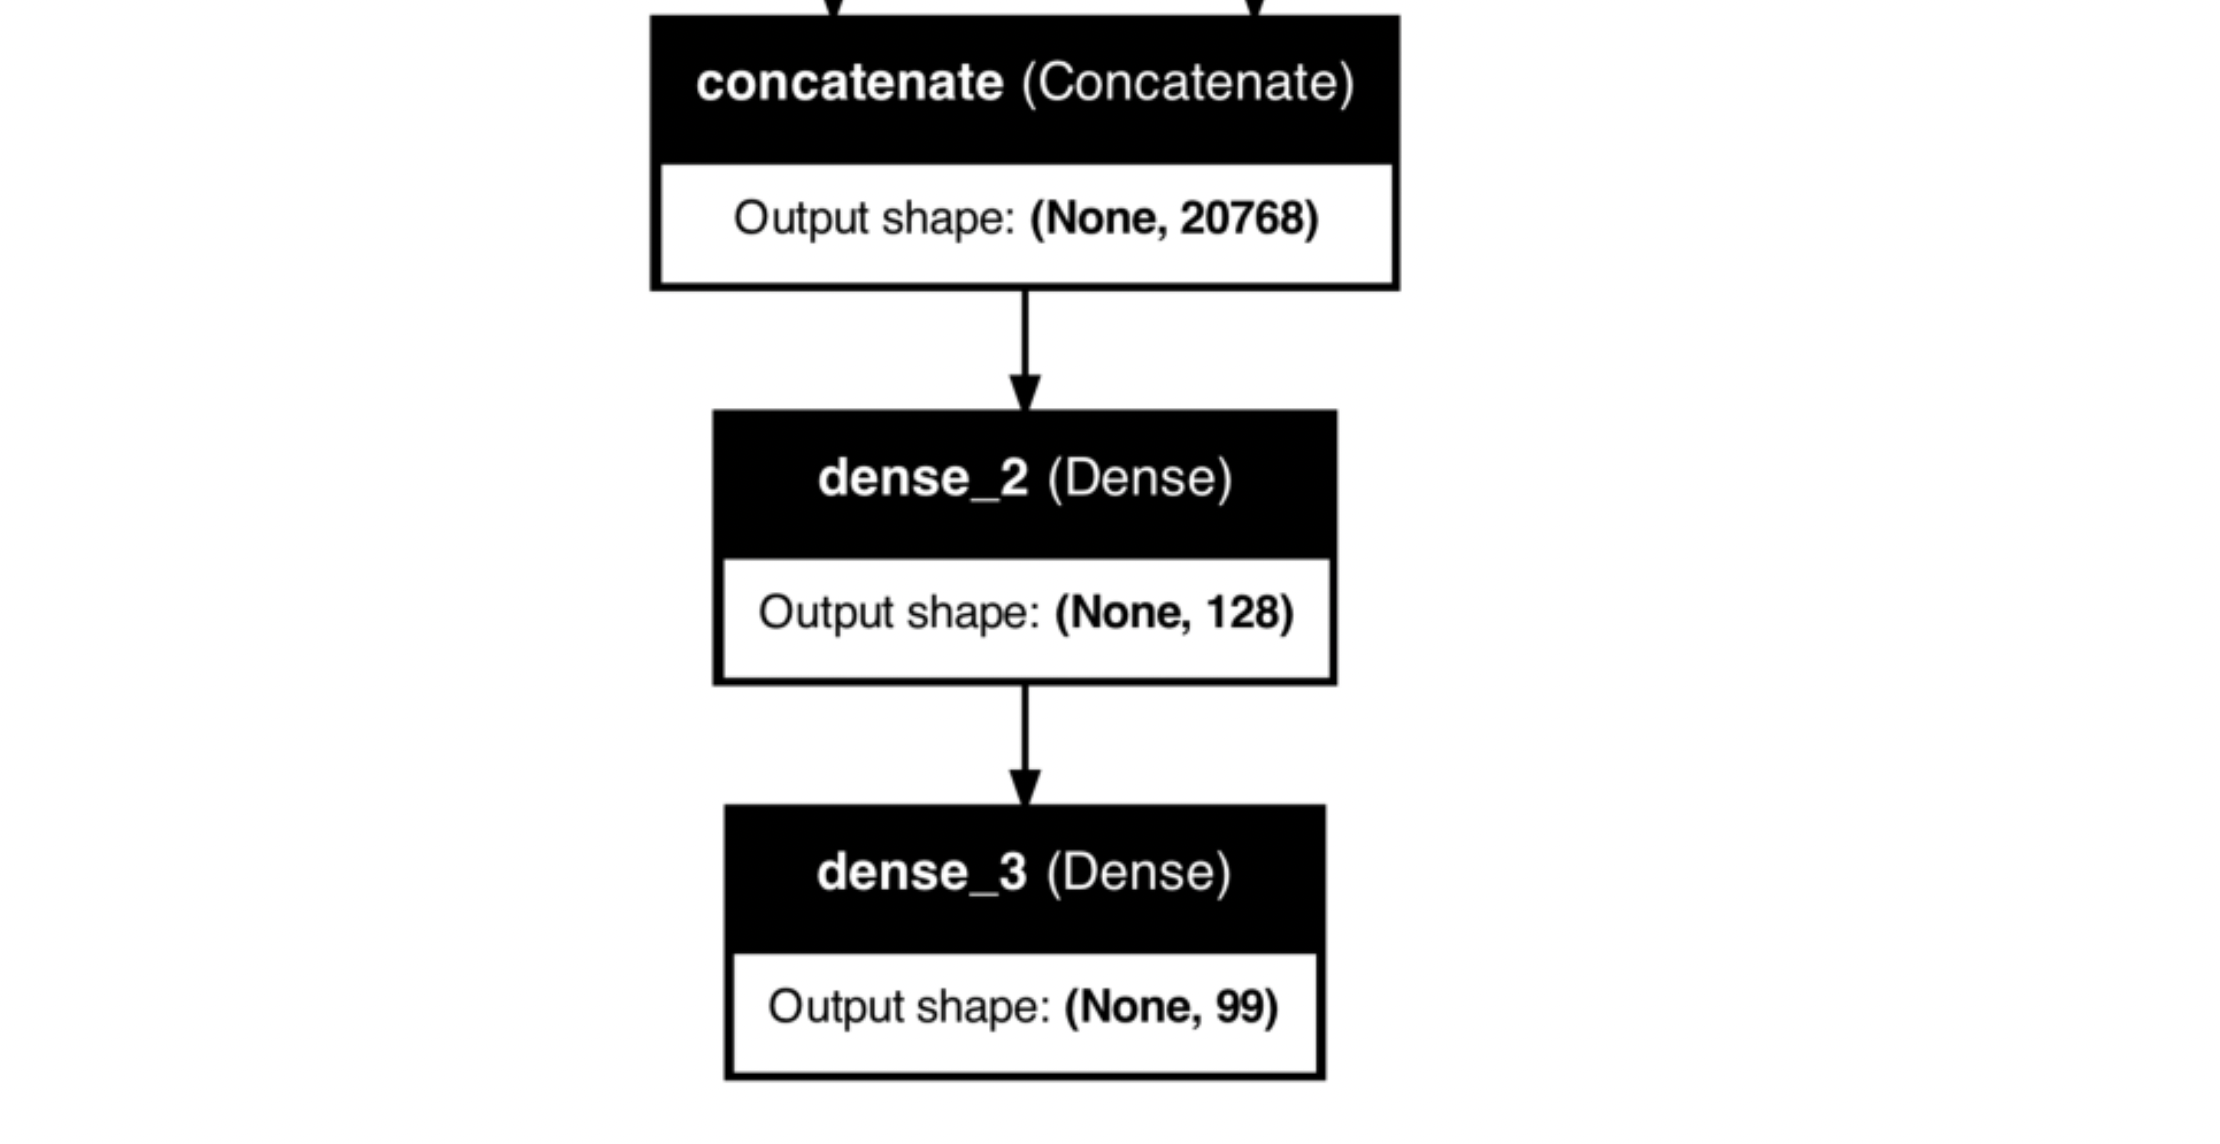 concatenate (Concatenate)
Output shape: (None, 20768)
dense_2 (Dense)
Output shape: (None, 128)
dense_3 (Dense)
Output shape: (None, 99)